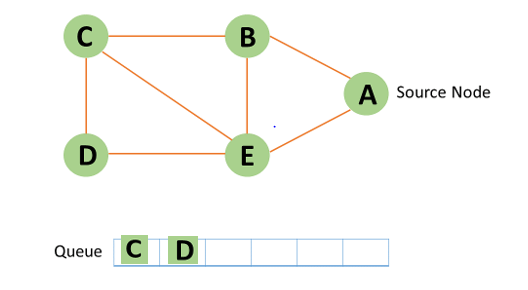 C B
A Source Node
D E
Queue C D